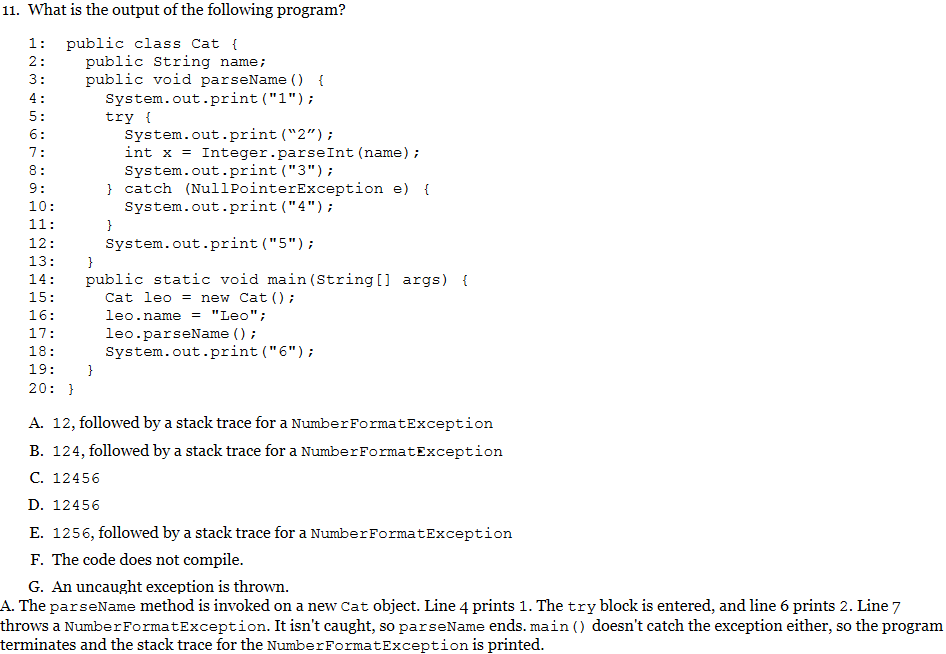 11. What is the output of the following program?
1: public class Cat {
2: public String name;
3: public void parseName() {
4: System.out.print("1");
5: try {
6: System.out.print(“2”);
7: int x = Integer.parseInt(name);
8: System.out.print("3");
9: } catch (NullPointerException e) {
10: System.out.print("4");
11: }
12: System.out.print("5");
13: }
14: public static void main(String[] args) {
15: Cat leo = new Cat();
16: leo.name = "Leo";
17: leo.parseName();
18: System.out.print("6");
19: }
20: }
A. 12, followed by a stack trace for a NumberFormatException
B. 124, followed by a stack trace for a NumberFormatException
C. 12456
D. 12456
E. 1256, followed by a stack trace for a NumberFormatException
F. The code does not compile.
G. An uncaught exception is thrown.
A. The parseName method is invoked on a new Cat object. Line 4 prints 1. The try block is entered, and line 6 prints 2. Line 7
throws a NumberFormatException. It isn't caught, so parseName ends. main() doesn't catch the exception either, so the program
terminates and the stack trace for the NumberFormatException is printed.